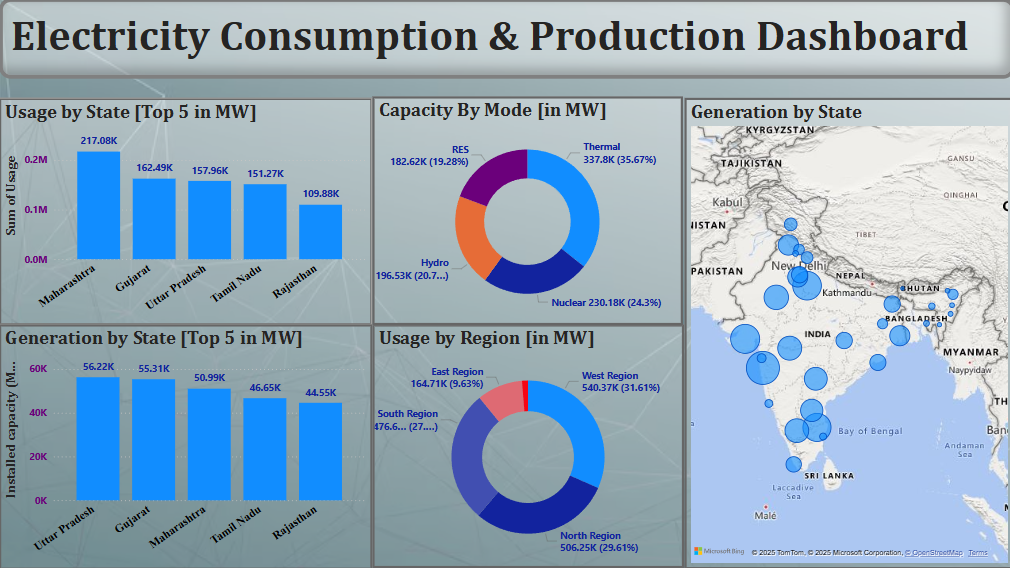 Electricity Consumption & Production Dashboard
Usage by State [Top 5 in MW]
Sum of Usage
0.2M
0.1M
0.0M
217.08K
162.49K
157.96K
151.27K
109.88K
Maharashtra
Gujarat
Uttar Pradesh
Tamil Nadu
Rajasthan
Capacity By Mode [in MW]
RES
182.62K (19.28%)
Thermal
337.8K (35.67%)
Hydro
196.53K (20.7...)
Nuclear 230.18K (24.3%)
Generation by State
KYRGYZSTAN
TAJIKISTAN
GANSU
QINGHAI
Kabul
NISTAN
TIBET
PAKISTAN
New Delhi
NEPAL
Kathmandu
BHUTAN
BANGLADESH
INDIA
MYANMAR
Naypyidaw
TH
Bay of Bengal
Ban
Andaman
Sea
SRI LANKA
Laccadive
Sea
Malé
Microsoft Bing
© 2025 TomTom, © 2025 Microsoft Corporation, © OpenStreetMap Terms
Generation by State [Top 5 in MW]
Installed capacity (M...
60K
40K
20K
0K
56.22K
55.31K
50.99K
46.65K
44.55K
Uttar Pradesh
Gujarat
Maharashtra
Tamil Nadu
Rajasthan
Usage by Region [in MW]
East Region
164.71K (9.63%)
West Region
540.37K (31.61%)
South Region
476.6... (27....)
North Region
506.25K (29.61%)